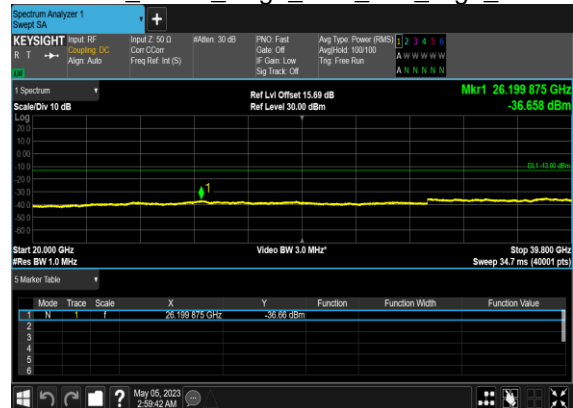 Spectrum Analyzer 1
Swept SA
KEYSIGHT Input: RF Input Z: 50 Ω #Atten: 30 dB PNO: Fast Avg Type: Power (RMS) 1 2 3 4 5 6
R T Coupling: DC Corr CCorr Gate: Off Avg|Hold: 100/100 A W W W W W
Align: Auto Freq Ref: Int (S) IF Gain: Low Trig: Free Run
LW Sig Track: Off A N N N N N
1 Spectrum Ref Lvl Offset 15.69 dB Mkr1 26.199 875 GHz
Scale/Div 10 dB Ref Level 30.00 dBm -36.658 dBm
Log
20.0
10.0
0.00
-10.0 DL1 -13.00 dBm
-20.0
-30.0 1
-40.0
-50.0
-60.0
Start 20.000 GHz Video BW 3.0 MHz* Stop 39.800 GHz
#Res BW 1.0 MHz Sweep 34.7 ms (40001 pts)
5 Marker Table
Mode Trace Scale X Y Function Function Width Function Value
1 N 1 f 26.199 875 GHz -36.66 dBm
2
3
4
5
6
? May 05, 2023
2:59:42 AM